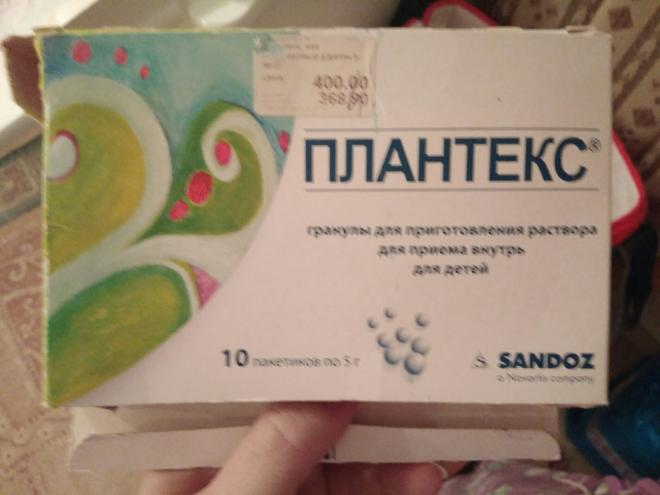 400.00
368,90
ПЛАНТЕКС®
гранулы для приготовления раствора
для приема внутрь
для детей
10 пакетиков по 5 г
SANDOZ
a Novartis company